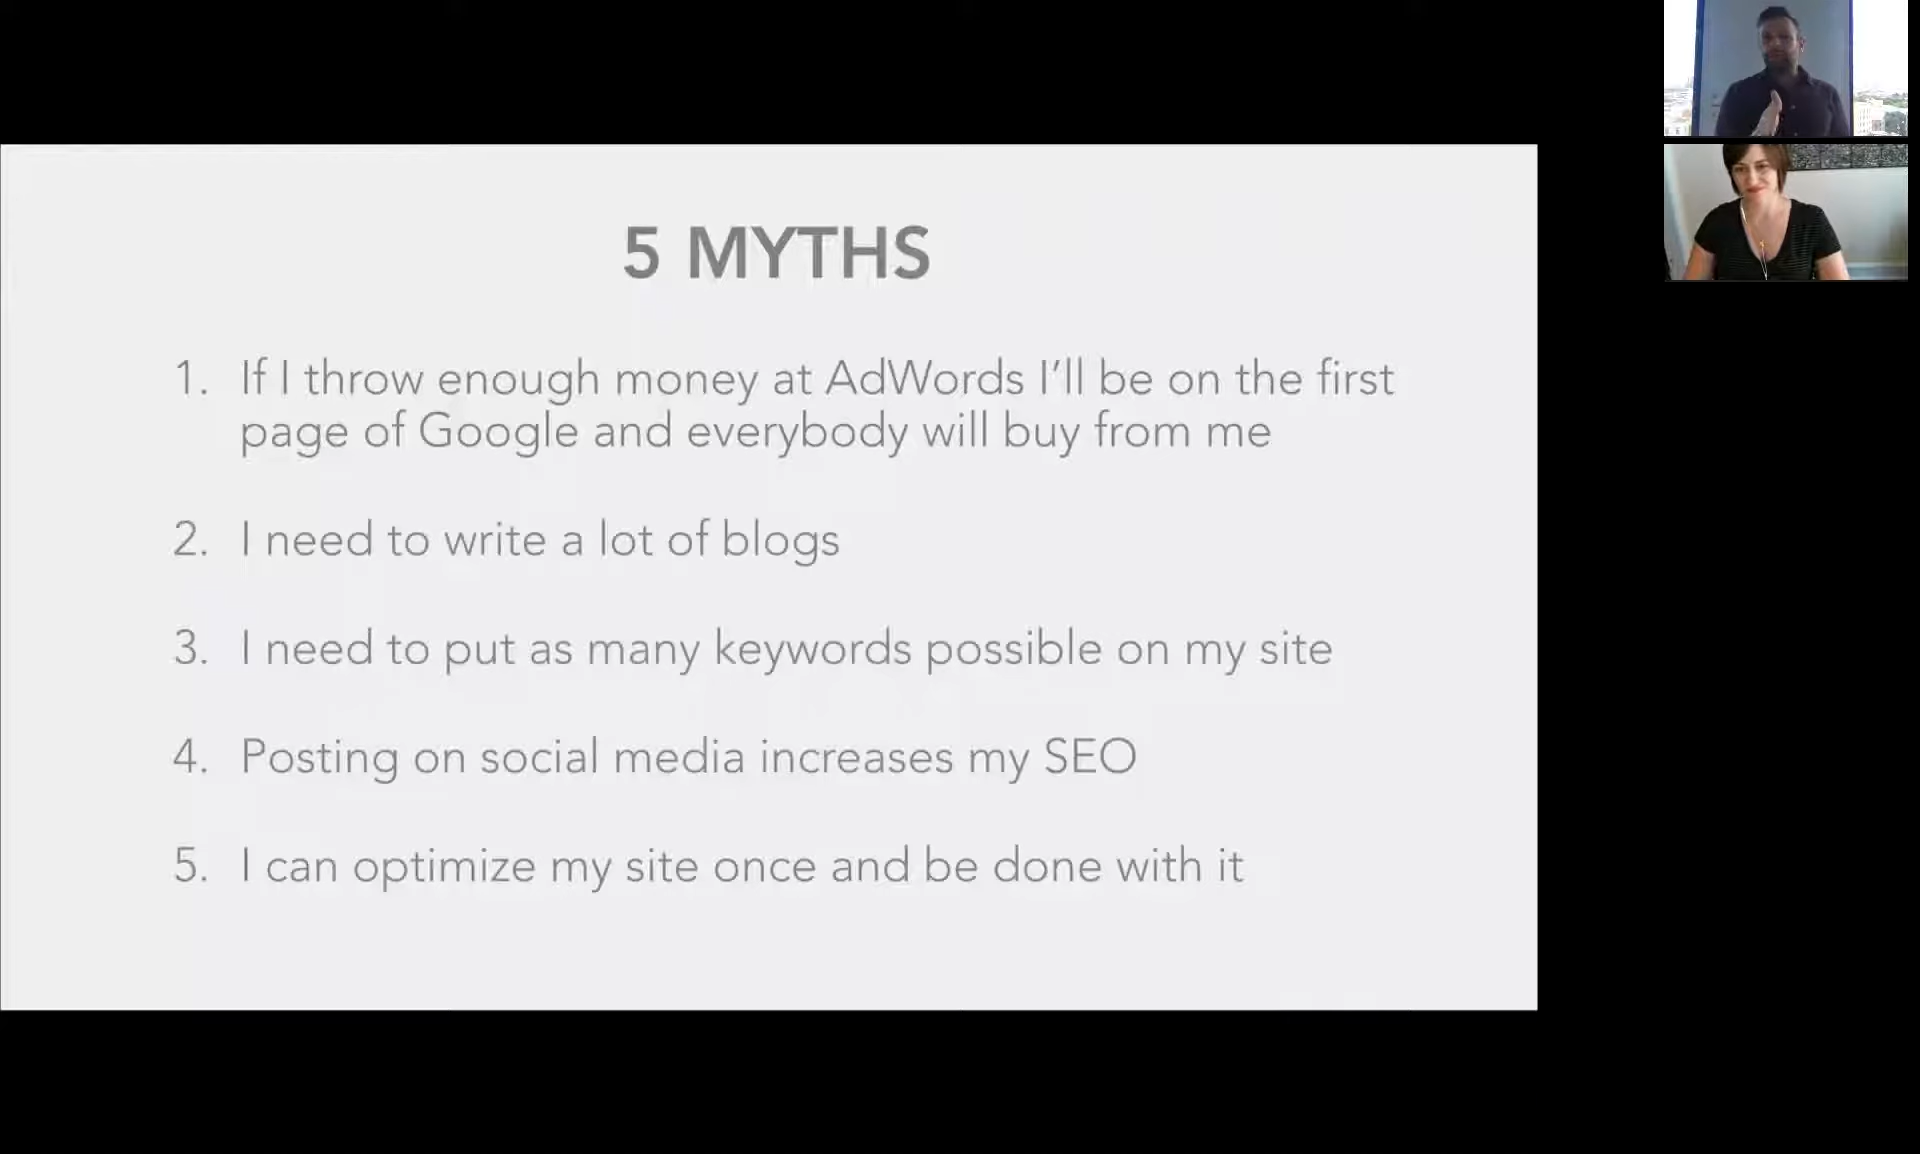 5 MYTHS
1. If I throw enough money at AdWords I’ll be on the first
page of Google and everybody will buy from me
2. I need to write a lot of blogs
3. I need to put as many keywords possible on my site
4. Posting on social media increases my SEO
5. I can optimize my site once and be done with it